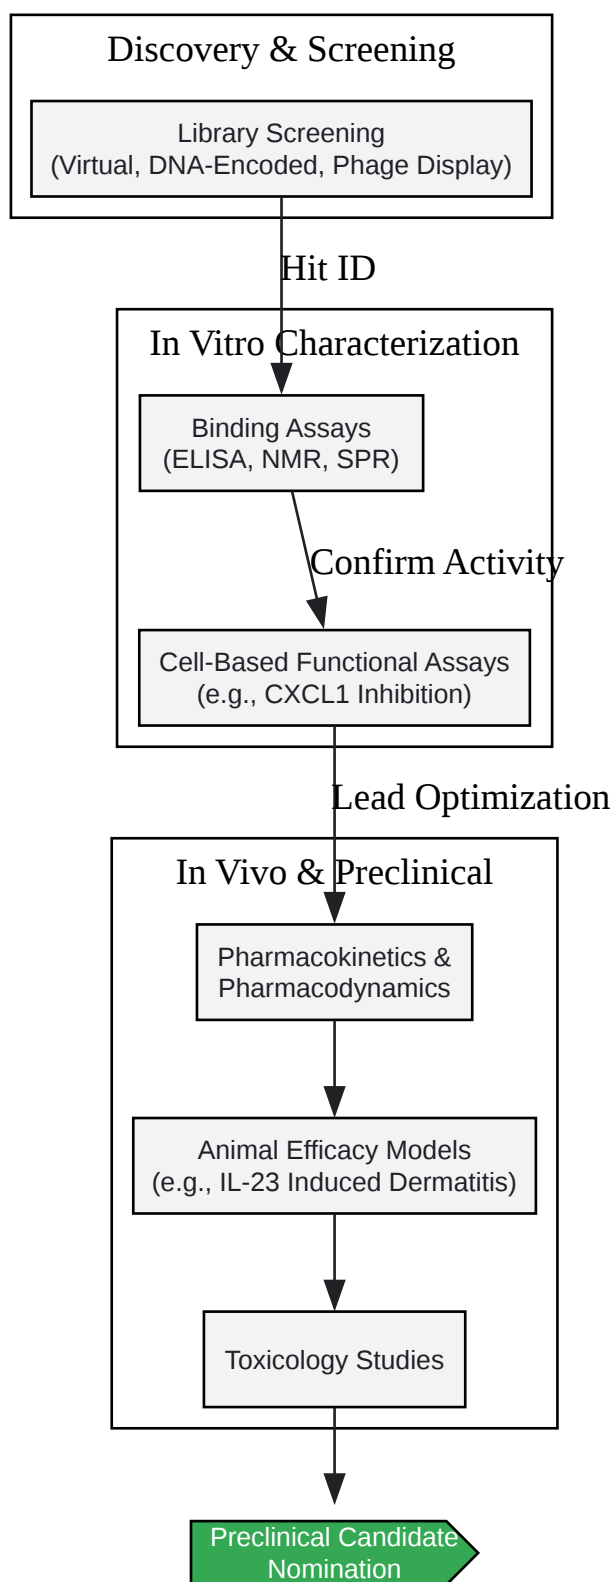 Discovery & Screening
Library Screening
(Virtual, DNA-Encoded, Phage Display)
Hit ID
In Vitro Characterization
Binding Assays
(ELISA, NMR, SPR)
Confirm Activity
Cell-Based Functional Assays
(e.g., CXCL1 Inhibition)
Lead Optimization
In Vivo & Preclinical
Pharmacokinetics &
Pharmacodynamics
Animal Efficacy Models
(e.g., IL-23 Induced Dermatitis)
Toxicology Studies
Preclinical Candidate
Nomination